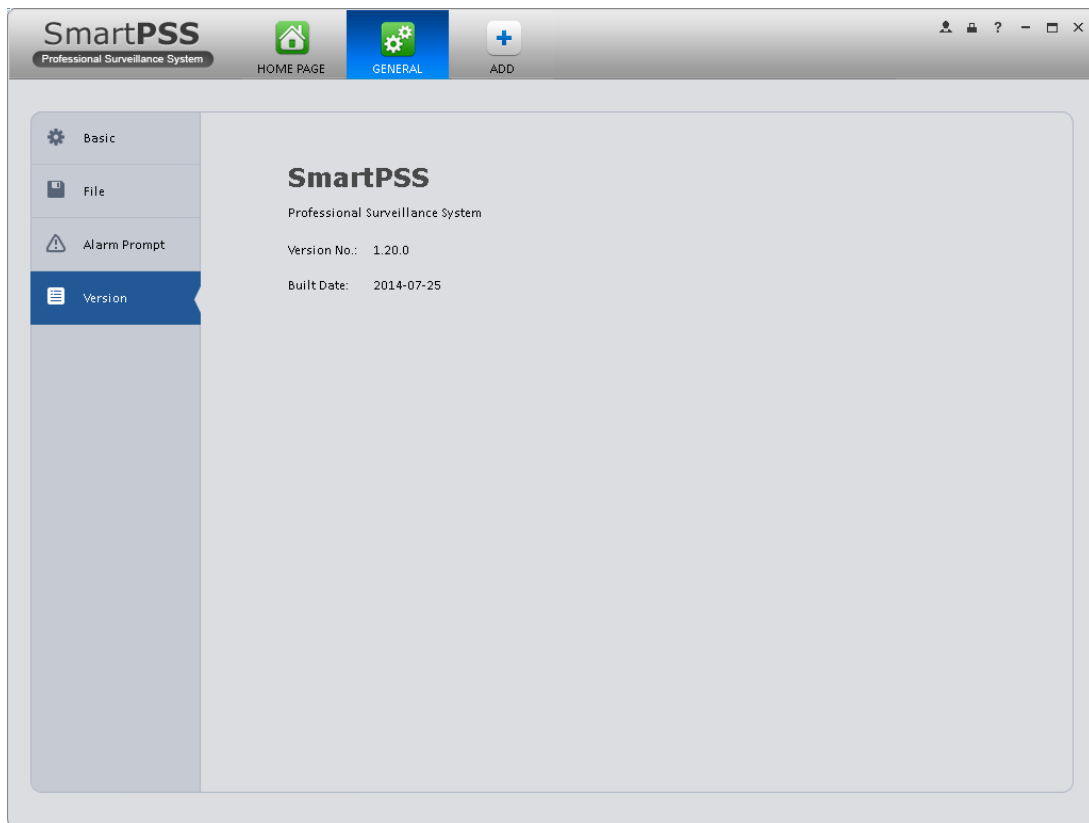 SmartPSS
Professional Surveillance System
HOME PAGE
GENERAL
ADD
?
Basic
File
Alarm Prompt
Version
SmartPSS
Professional Surveillance System
Version No.: 1.20.0
Built Date: 2014-07-25